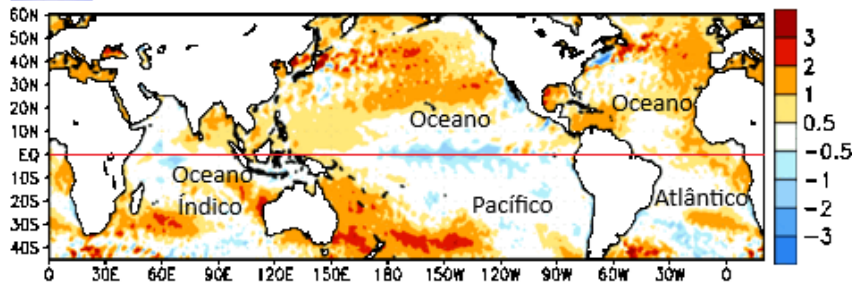 60N
50N
40N
30N
20N
10N
EQ
10S
20S
30S
40S
Oceano
Pacífico
Oceano
Atlântico
Oceano
Índico
3
2
1
0.5
-0.5
-1
-2
-3
0 30E 60E 90E 120E 150E 180 150W 120W 90W 60W 30W 0